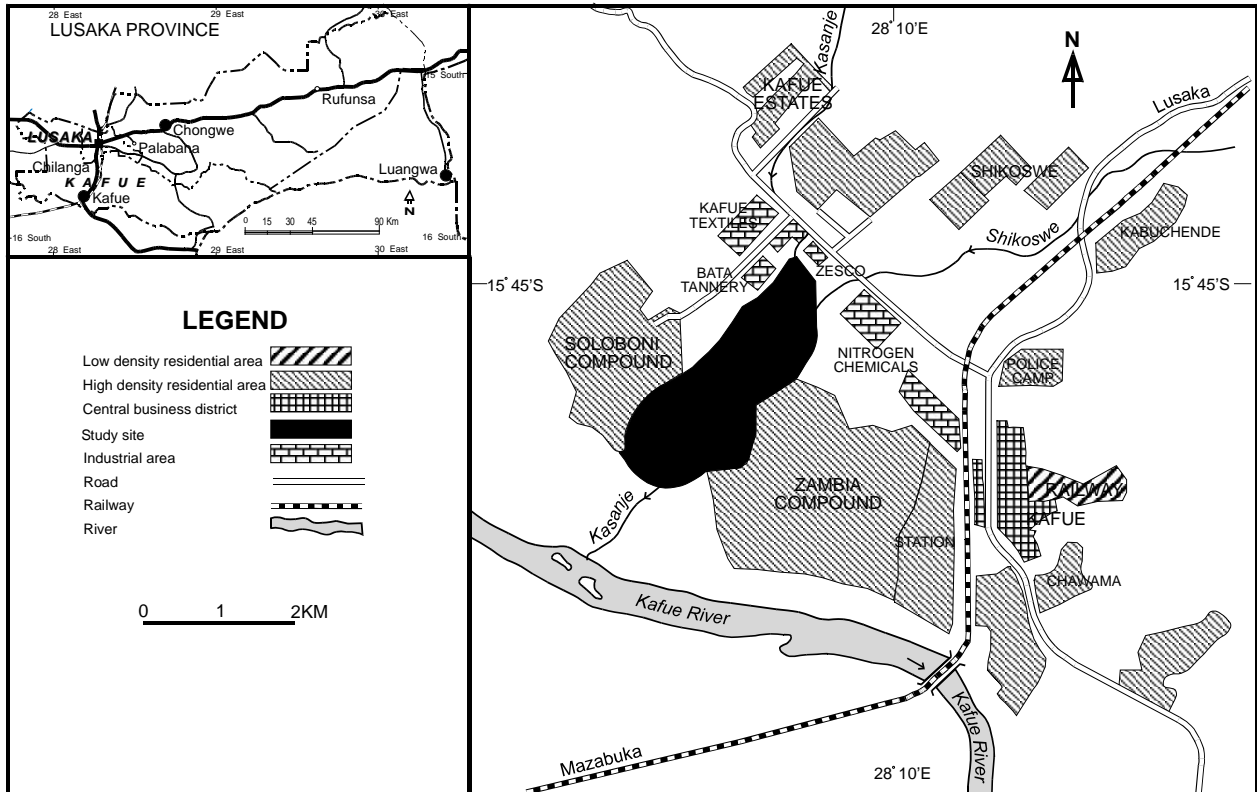 28 East
29 East
30 East
LUSAKA PROVINCE
15 South
Rufunsa
LUSAKA
Chongwe
Palabana
Chilanga
Luangwa
K A F U E
Kafue
N
0 15 30 45 90 Km
16 South
16 South
28 East
29 East
30 East
LEGEND
Low density residential area
High density residential area
Central business district
Study site
Industrial area
Road
Railway
River
0 1 2KM
28° 10'E
N
Kasanje
KAFUE
ESTATES
Lusaka
SHIKOSWE
KAFUE
TEXTILES
Shikoswe
KABUCHENDE
BATA
TANNERY
ZESCO
15° 45'S
15° 45'S
SOLOBONI
COMPOUND
NITROGEN
CHEMICALS
POLICE
CAMP
ZAMBIA
COMPOUND
RAILWAY
KAFUE
Kasanje
STATION
CHAWAMA
Kafue River
Kafue River
Mazabuka
28° 10'E